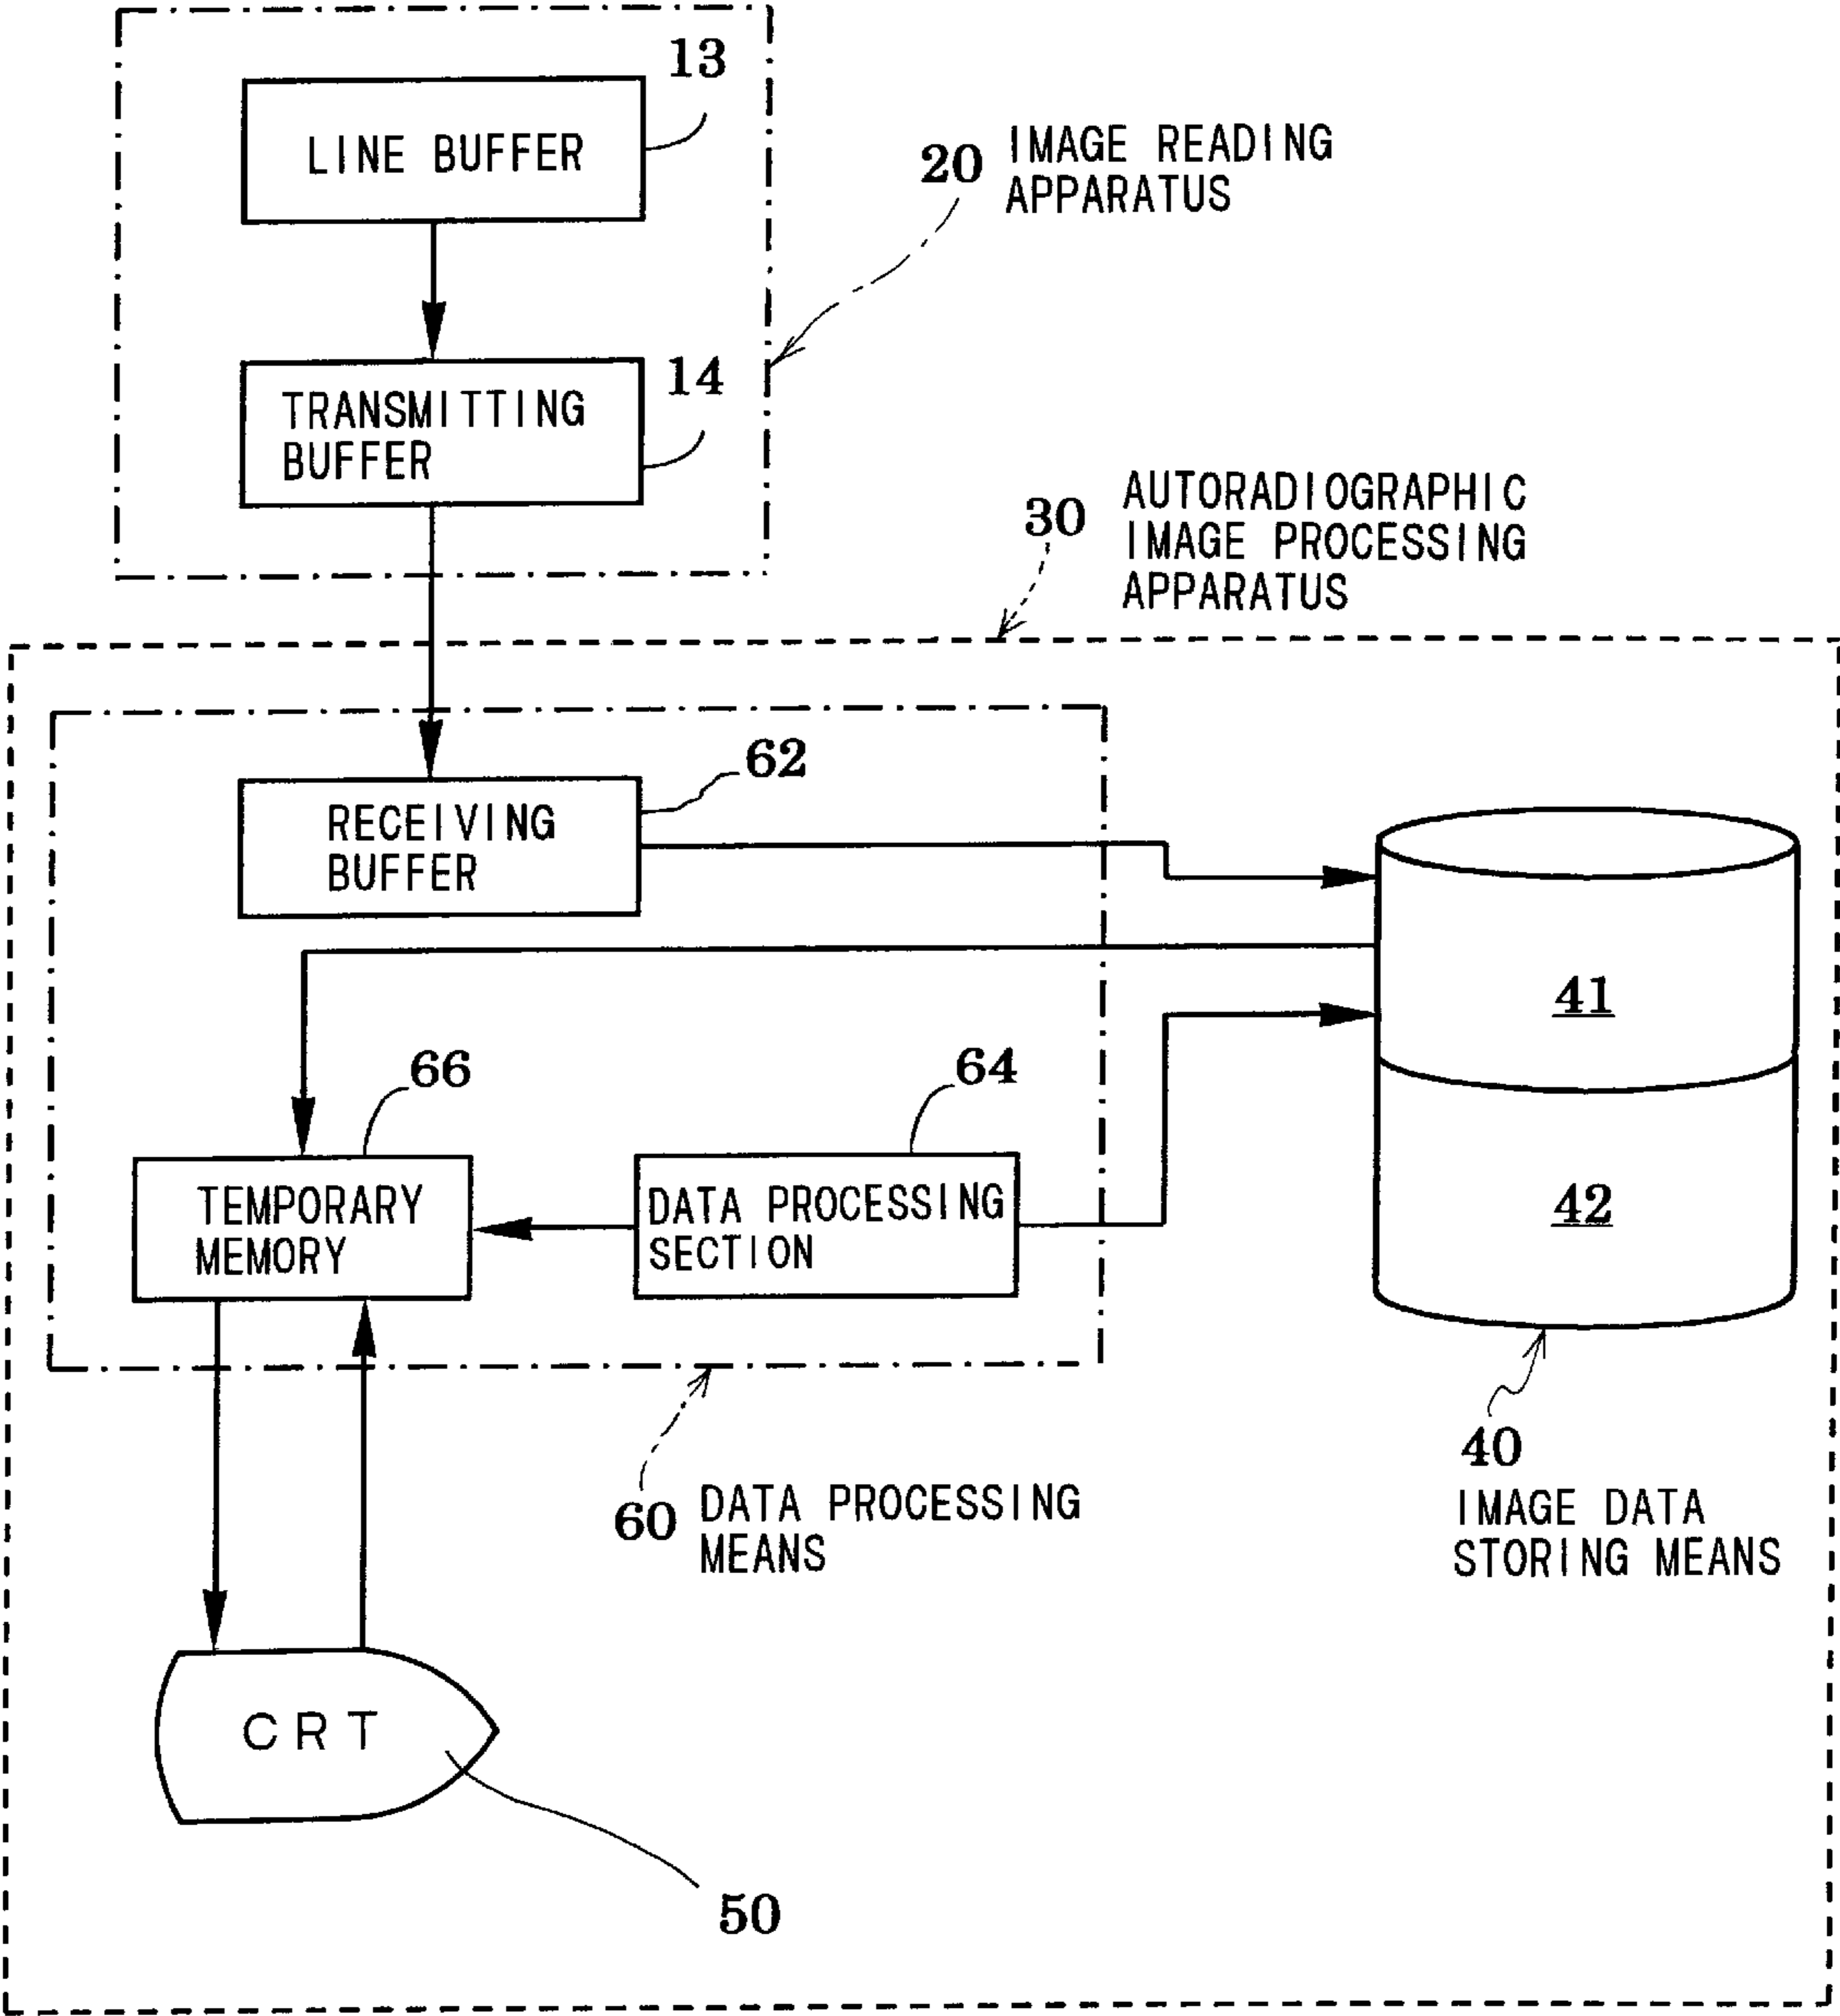 13
LINE BUFFER
20 IMAGE READING
APPARATUS
14
TRANSMITTING
BUFFER
30 AUTORADIOGRAPHIC
IMAGE PROCESSING
APPARATUS
62
RECEIVING
BUFFER
41
66
64
TEMPORARY
MEMORY
DATA PROCESSING
SECTION
42
40
IMAGE DATA
STORING MEANS
60 DATA PROCESSING
MEANS
CRT
50